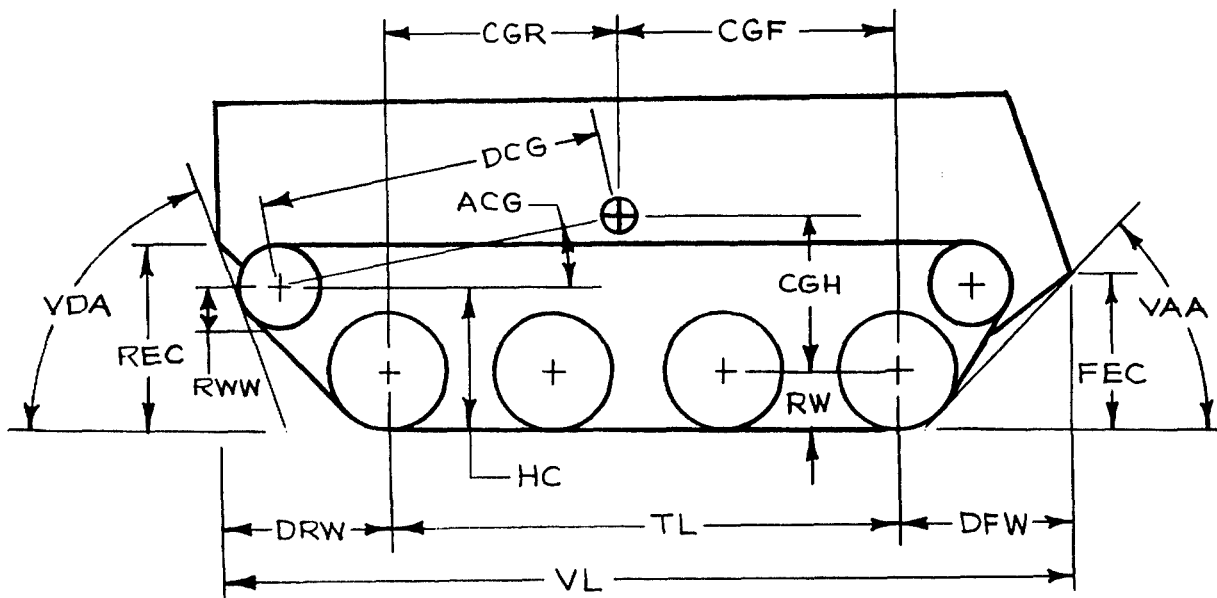 CGR
CGF
DCG
ACG
CGH
VDA
VAA
REC
RWW
RW
FEC
HC
DRW
TL
DFW
VL